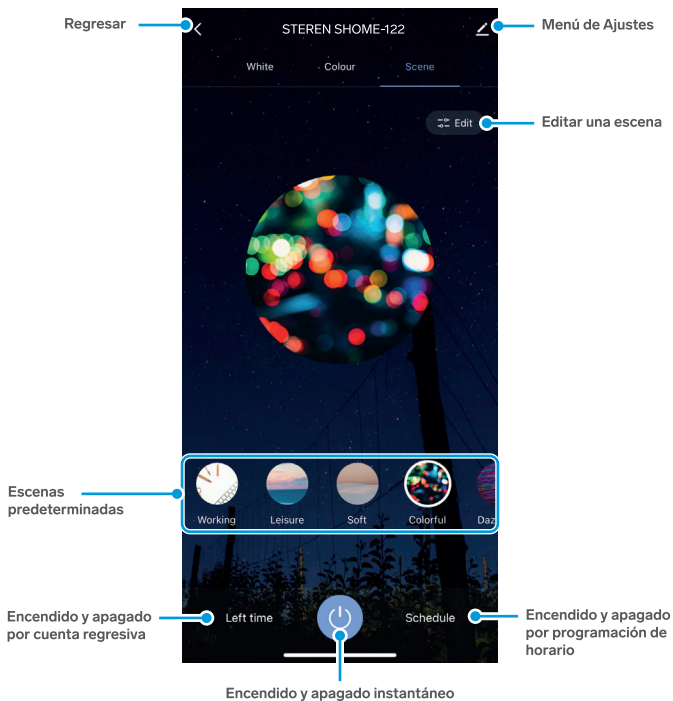 Regresar
STEREN SHOME-122
Menú de Ajustes
White
Colour
Scene
Edit
Editar una escena
Escenas
predeterminadas
Working
Leisure
Soft
Colorful
Daz
Encendido y apagado
por cuenta regresiva
Left time
Schedule
Encendido y apagado
por programación de
horario
Encendido y apagado instantáneo